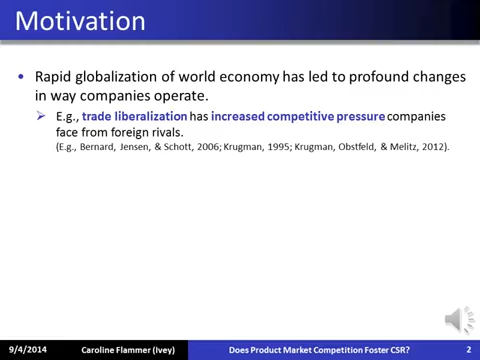 Motivation
• Rapid globalization of world economy has led to profound changes
in way companies operate.
➢ E.g., trade liberalization has increased competitive pressure companies
face from foreign rivals.
(E.g., Bernard, Jensen, & Schott, 2006; Krugman, 1995; Krugman, Obstfeld, & Melitz, 2012).
9/4/2014 Caroline Flammer (Ivey) Does Product Market Competition Foster CSR? 2